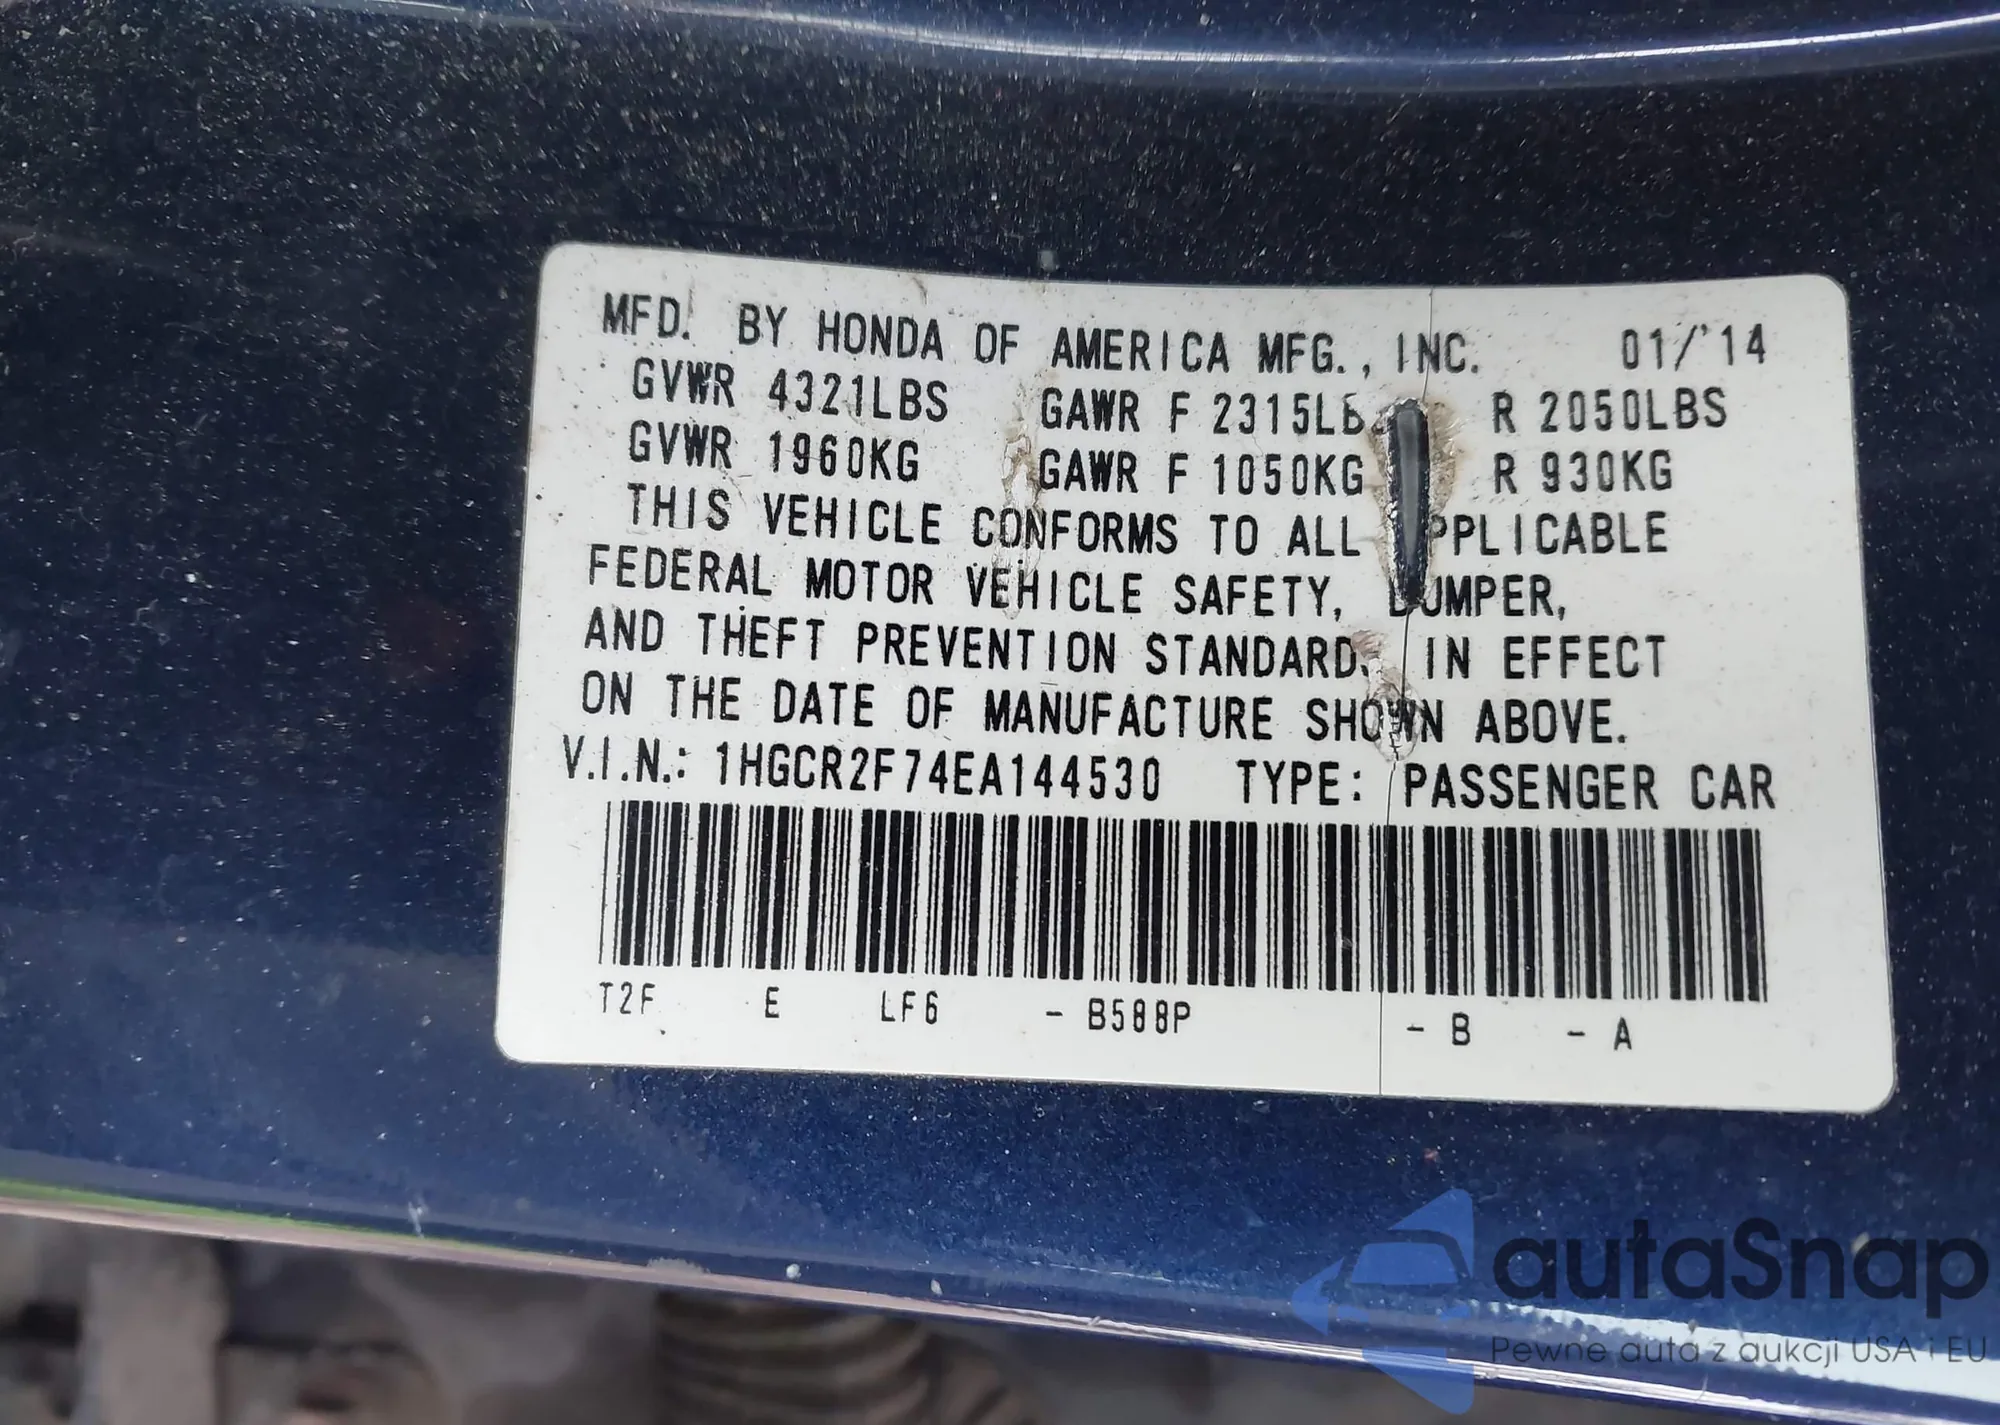 MFD. BY HONDA OF AMERICA MFG., INC. 01/'14
GVWR 4321LBS GAWR F 2315LB R 2050LBS
GVWR 1960KG GAWR F 1050KG R 930KG
THIS VEHICLE CONFORMS TO ALL PPLICABLE
FEDERAL MOTOR VEHICLE SAFETY, BUMPER,
AND THEFT PREVENTION STANDARD IN EFFECT
ON THE DATE OF MANUFACTURE SHOWN ABOVE.
V.I.N.: 1HGCR2F74EA144530 TYPE: PASSENGER CAR
T2F E LF6 - B588P - B - A
autaSnap
Pewne auta z aukcji USA i EU